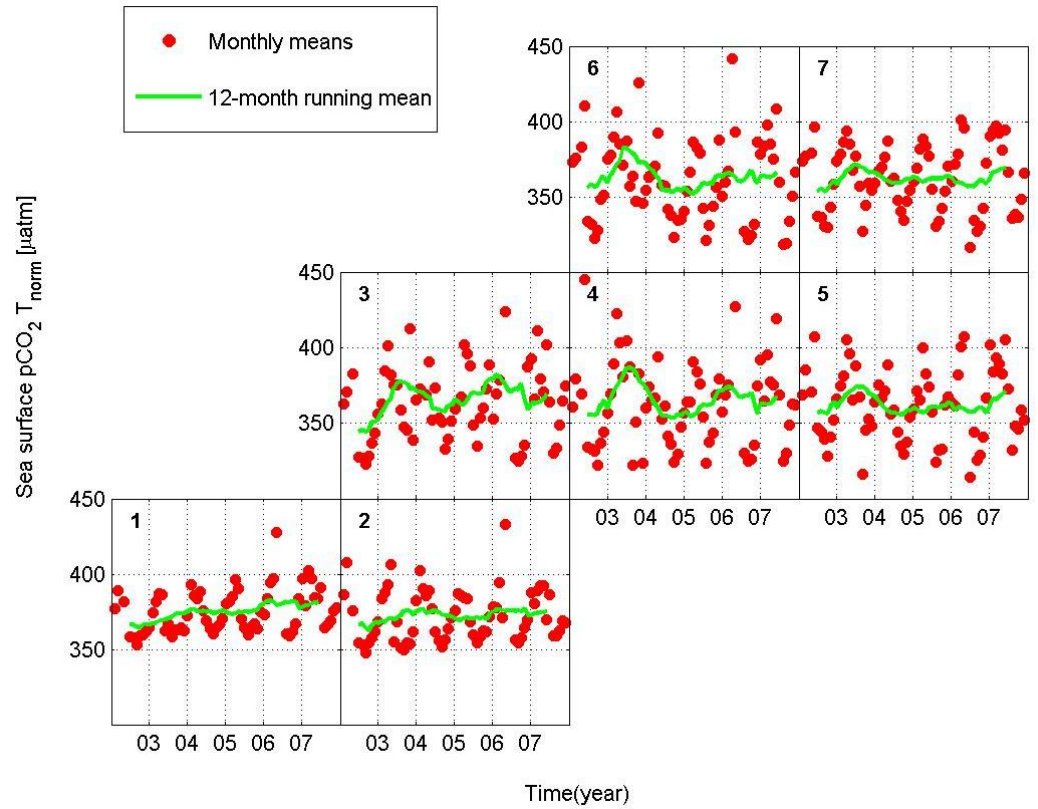 Monthly means
12-month running mean
450
6
7
400
350
450
3
4
5
400
350
Sea surface pCO₂ T_norm [µatm]
450
1
2
03 04 05 06 07 03 04 05 06 07
400
350
03 04 05 06 07 03 04 05 06 07
Time(year)